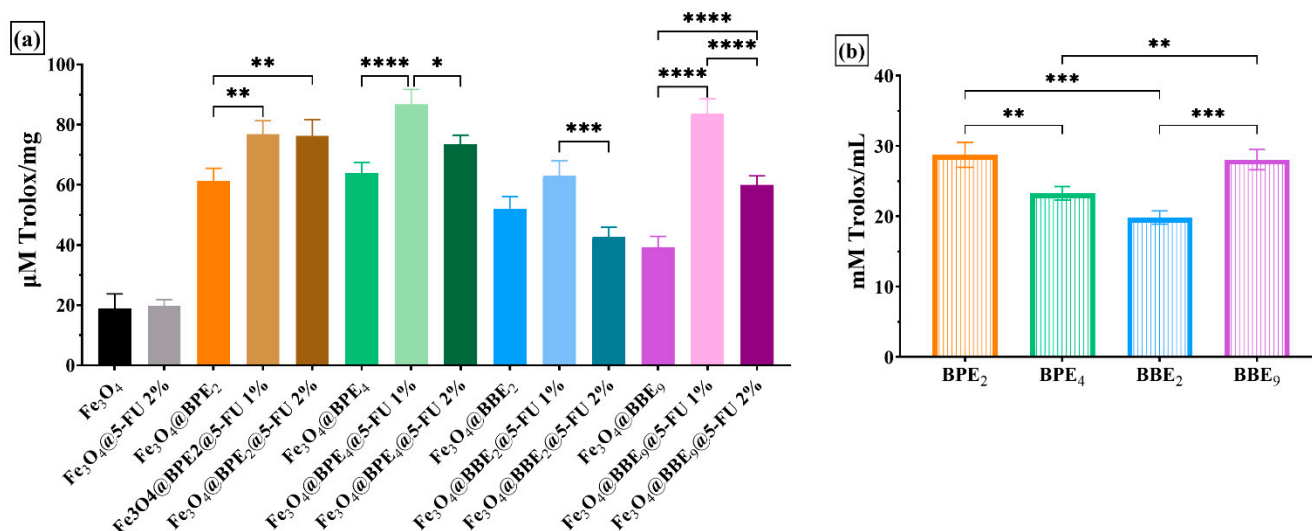 (a)
**** 
** 
**** 
* 
**** 
** 
*** 
**** 
100
80
60
40
20
0
µM Trolox/mg
Fe₃O₄
Fe₃O₄@5-FU 2%
Fe₃O₄@BPE₂
Fe3O4@BPE2@5-FU 1%
Fe₃O₄@BPE₂@5-FU 2%
Fe₃O₄@BPE₄
Fe₃O₄@BPE₄@5-FU 1%
Fe₃O₄@BPE₄@5-FU 2%
Fe₃O₄@BBE₂
Fe₃O₄@BBE₂@5-FU 1%
Fe₃O₄@BBE₂@5-FU 2%
Fe₃O₄@BBE₉
Fe₃O₄@BBE₉@5-FU 1%
Fe₃O₄@BBE₉@5-FU 2%
(b)
**
***
**
***
40
30
20
10
0
mM Trolox/mL
BPE₂
BPE₄
BBE₂
BBE₉